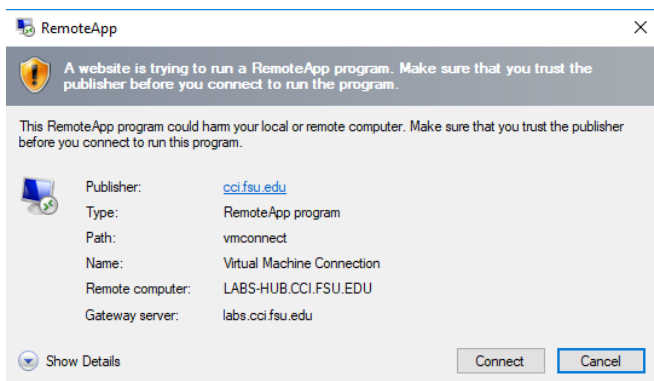 RemoteApp
A website is trying to run a RemoteApp program. Make sure that you trust the
publisher before you connect to run the program.
This RemoteApp program could harm your local or remote computer. Make sure that you trust the publisher
before you connect to run this program.
Publisher: cci.fsu.edu
Type: RemoteApp program
Path: vmconnect
Name: Virtual Machine Connection
Remote computer: LABS-HUB.CCI.FSU.EDU
Gateway server: labs.cci.fsu.edu
Show Details Connect Cancel